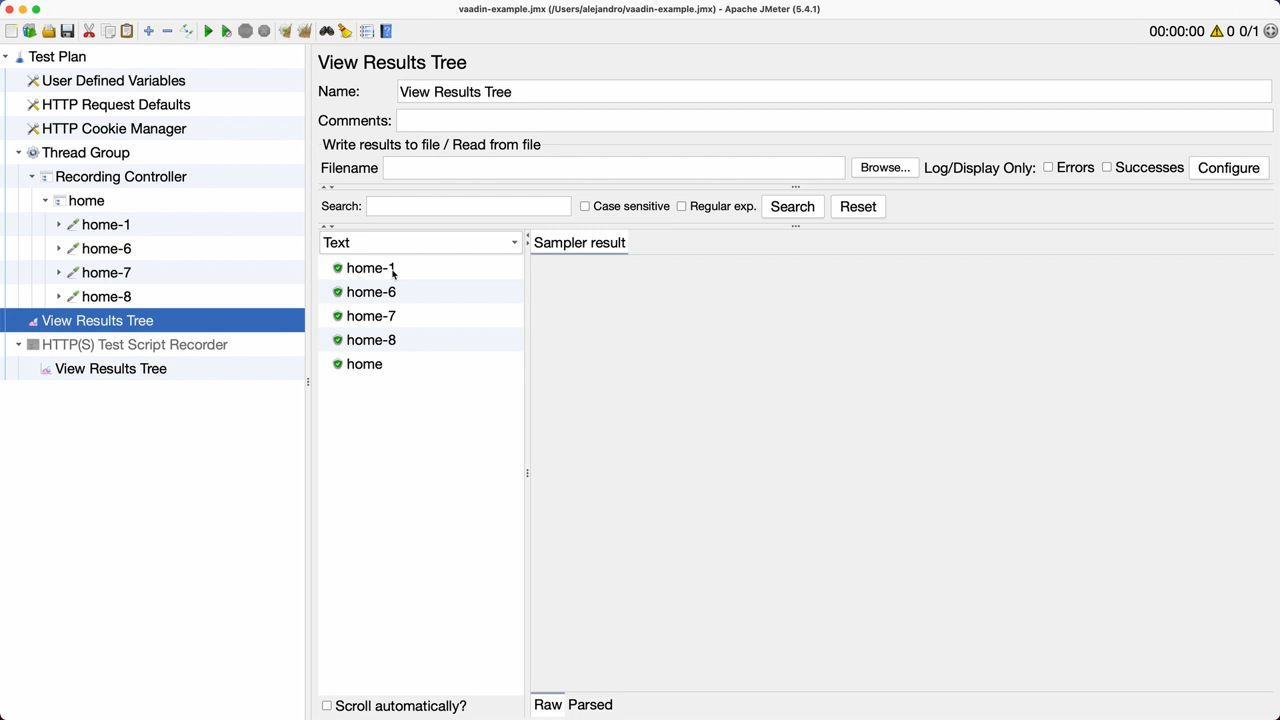 vaadin-example.jmx (/Users/alejandro/vaadin-example.jmx) - Apache JMeter (5.4.1)
00:00:00 0 0/1
Test Plan
User Defined Variables
HTTP Request Defaults
HTTP Cookie Manager
Thread Group
Recording Controller
home
home-1
home-6
home-7
home-8
View Results Tree
HTTP(S) Test Script Recorder
View Results Tree
View Results Tree
Name: View Results Tree
Comments:
Write results to file / Read from file
Filename Browse... Log/Display Only: Errors Successes Configure
Search: Case sensitive Regular exp. Search Reset
Text
home-1
home-6
home-7
home-8
home
Scroll automatically?
Sampler result
Raw Parsed